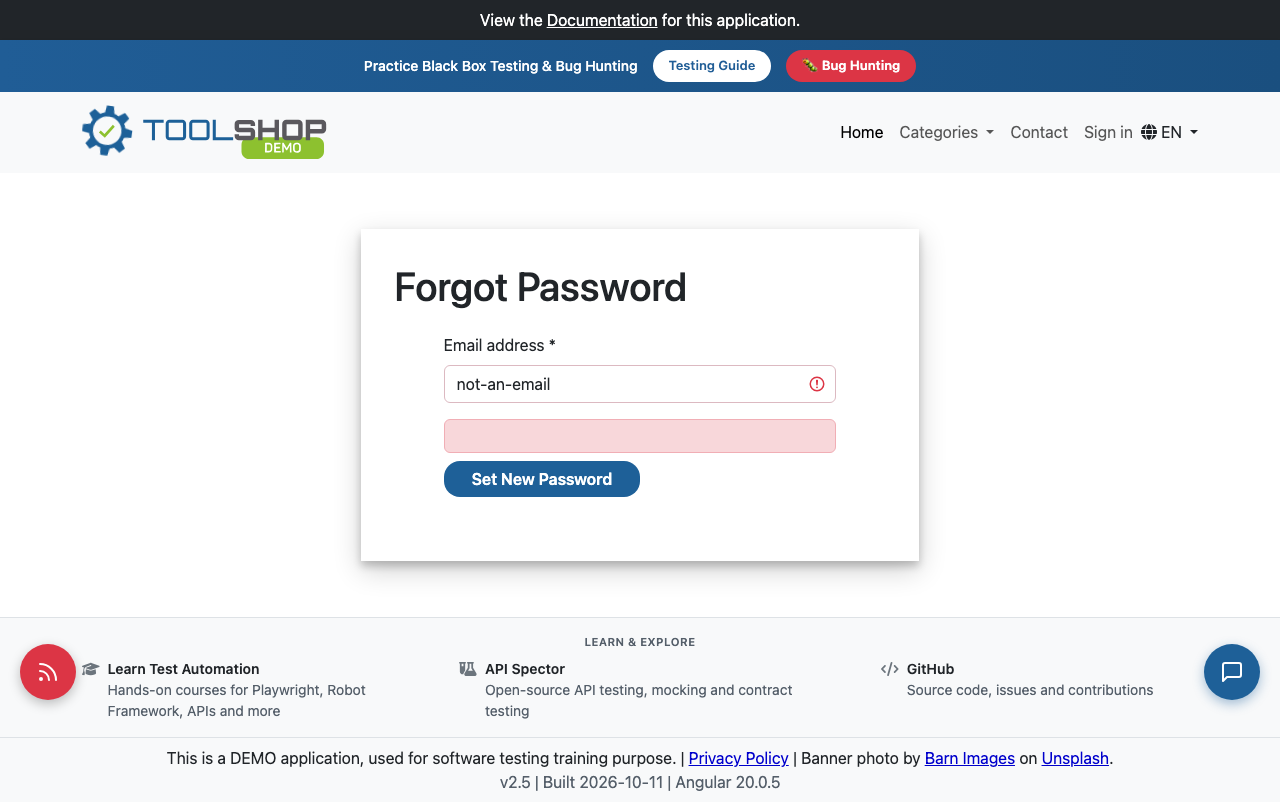 View the Documentation for this application.
Practice Black Box Testing & Bug Hunting
Testing Guide
Bug Hunting
TOOLSHOP
DEMO
Home
Categories
Contact
Sign in
EN
Forgot Password
Email address *
not-an-email
Set New Password
LEARN & EXPLORE
Learn Test Automation
Hands-on courses for Playwright, Robot
Framework, APIs and more
API Spector
Open-source API testing, mocking and contract
testing
GitHub
Source code, issues and contributions
This is a DEMO application, used for software testing training purpose. | Privacy Policy | Banner photo by Barn Images on Unsplash.
v2.5 | Built 2026-10-11 | Angular 20.0.5